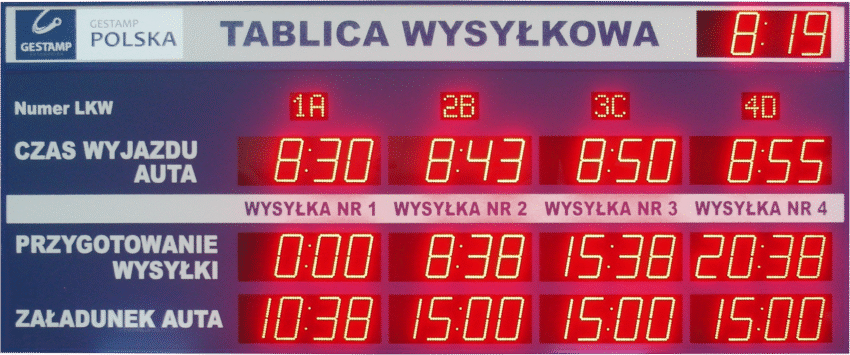 GESTAMP
GESTAMP
POLSKA
TABLICA WYSYŁKOWA
8:19
Numer LKW 1A 2B 3C 4D
CZAS WYJAZDU
AUTA 8:30 8:43 8:50 8:55
WYSYŁKA NR 1 WYSYŁKA NR 2 WYSYŁKA NR 3 WYSYŁKA NR 4
PRZYGOTOWANIE
WYSYŁKI 0:00 8:38 15:38 20:38
ZAŁADUNEK AUTA 10:38 15:00 15:00 15:00